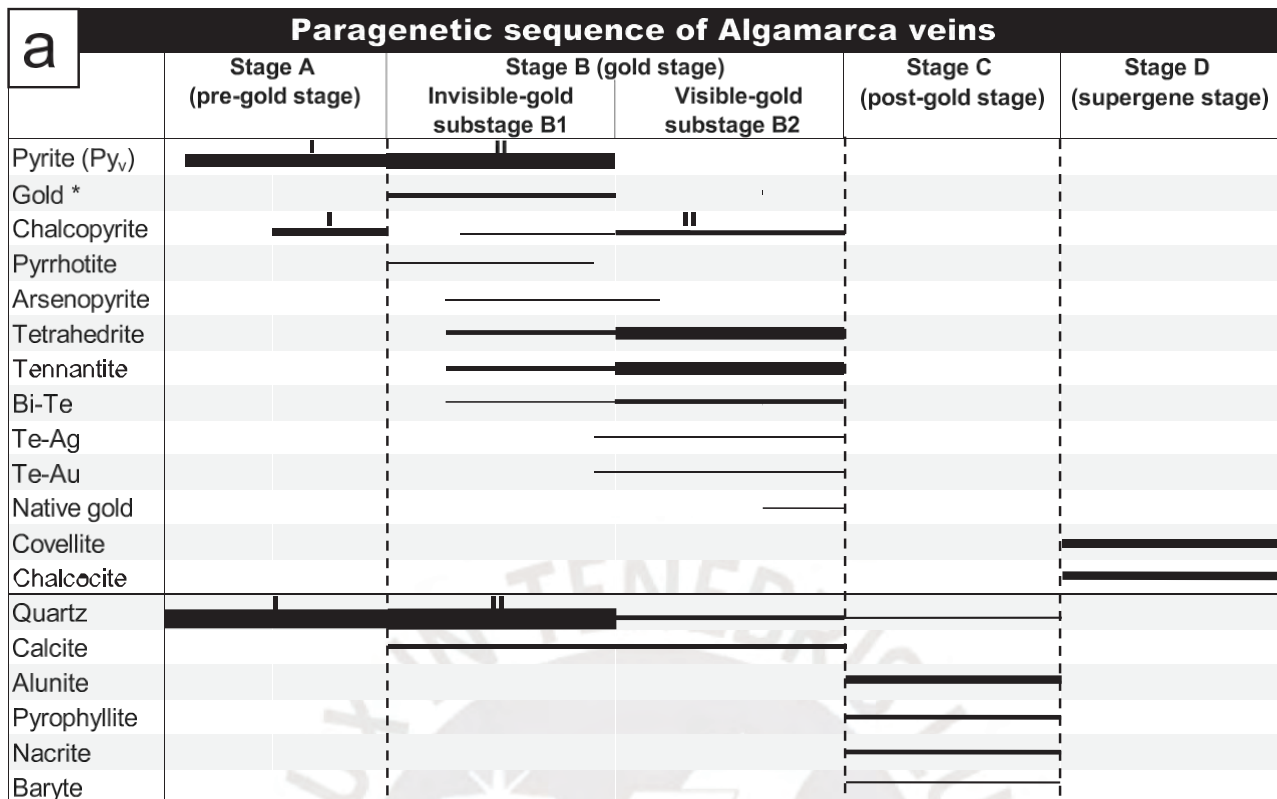 a
Paragenetic sequence of Algamarca veins
Stage A
(pre-gold stage)
Stage B (gold stage)
Invisible-gold
substage B1
Visible-gold
substage B2
Stage C
(post-gold stage)
Stage D
(supergene stage)
Pyrite (Pyv)
I
II
Gold *
Chalcopyrite
I
II
Pyrrhotite
Arsenopyrite
Tetrahedrite
Tennantite
Bi-Te
Te-Ag
Te-Au
Native gold
Covellite
Chalcocite
Quartz
I
II
Calcite
Alunite
Pyrophyllite
Nacrite
Baryte
TENEBRIS